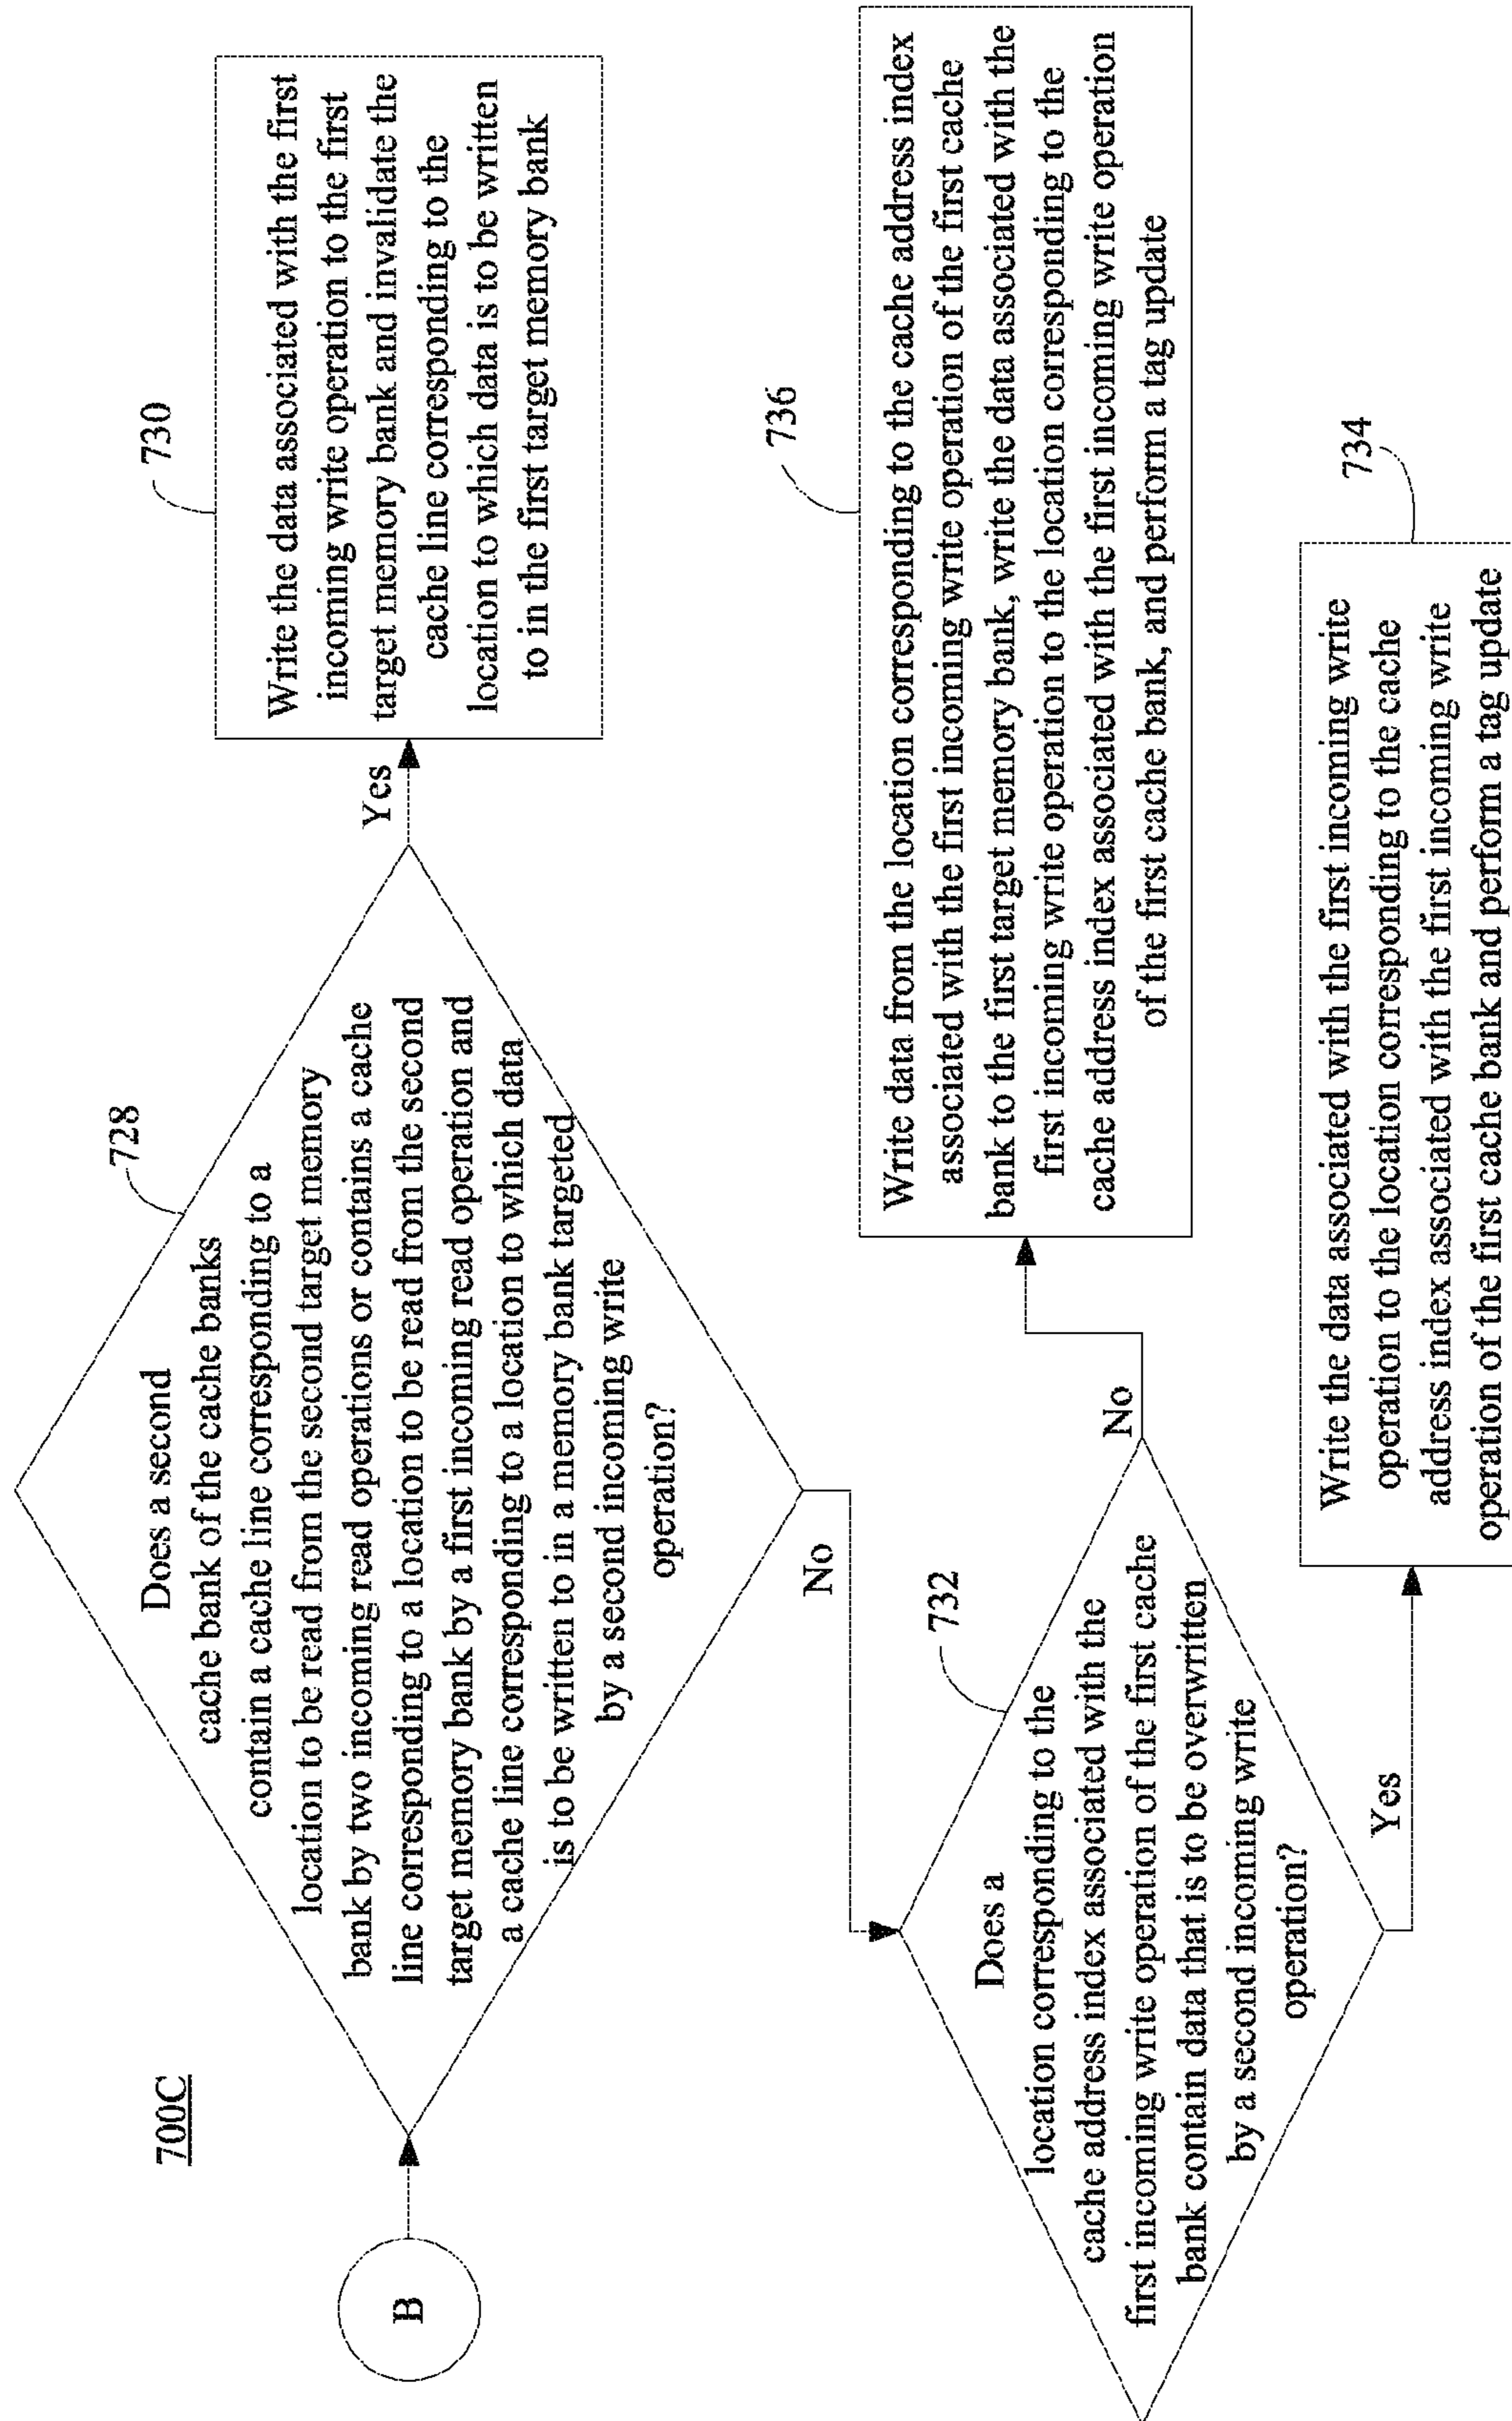 700C
B
728
Does a second
cache bank of the cache banks
contain a cache line corresponding to a
location to be read from the second target memory
bank by two incoming read operations or contains a cache
line corresponding to a location to be read from the second
target memory bank by a first incoming read operation and
a cache line corresponding to a location to which data
is to be written to in a memory bank targeted
by a second incoming write
operation?
Yes
730
Write the data associated with the first
incoming write operation to the first
target memory bank and invalidate the
cache line corresponding to the
location to which data is to be written
to in the first target memory bank
No
732
Does a
location corresponding to the
cache address index associated with the
first incoming write operation of the first cache
bank contain data that is to be overwritten
by a second incoming write
operation?
No
736
Write data from the location corresponding to the cache address index
associated with the first incoming write operation of the first cache
bank to the first target memory bank, write the data associated with the
first incoming write operation to the location corresponding to the
cache address index associated with the first incoming write operation
of the first cache bank, and perform a tag update
Yes
734
Write the data associated with the first incoming write
operation to the location corresponding to the cache
address index associated with the first incoming write
operation of the first cache bank and perform a tag update